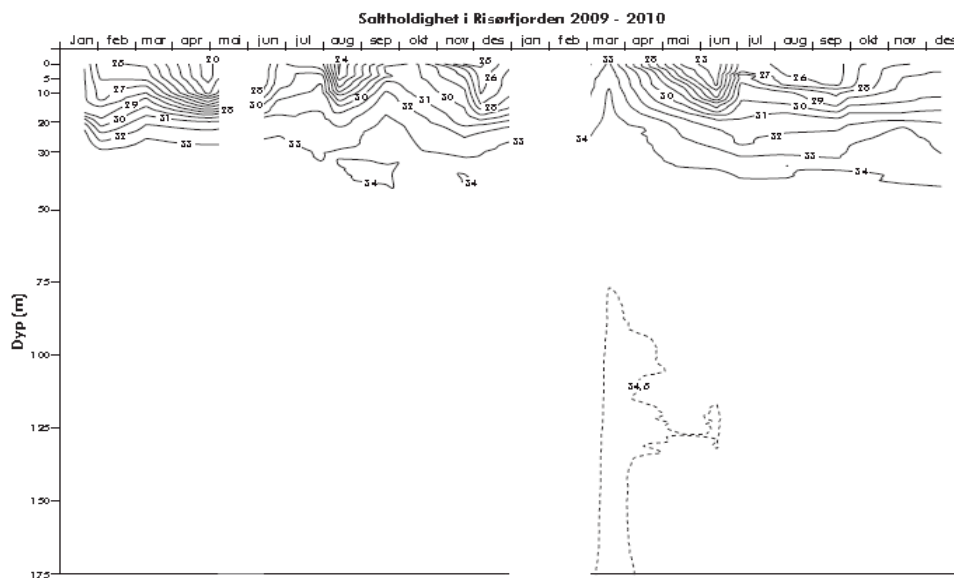 Saltholdighet i Risørfjorden 2009 - 2010
Jan feb mar apr mai jun jul aug sep okt nov des jan feb mar apr mai jun jul aug sep okt nov des
25 20 24 25 33 28 23
0
5
10
20
30
50
75
100
125
150
175
Dyp (m)
27 29 30 31 32 33 28
28 30 33
30 32 31 30 28 26 33
34 34
34 30 31 32 33 34
27 26 29 30 28
34,5